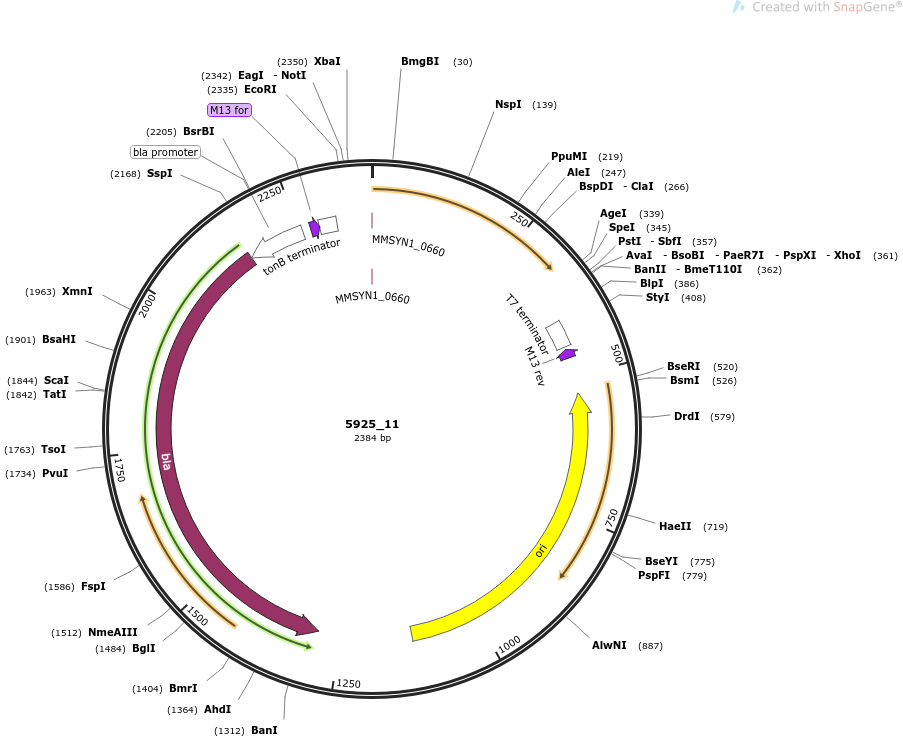 Created with SnapGene®
(2350) XbaI
(2342) EagI - NotI
(2335) EcoRI
M13 for
(2205) BsrBI
bla promoter
(2168) SspI
BmgBI (30)
NspI (139)
PpuMI (219)
AleI (247)
BspDI - ClaI (266)
AgeI (339)
SpeI (345)
PstI - SbfI (357)
AvaI - BsoBI - PaeR7I - PspXI - XhoI (361)
BanII - BmeT110I (362)
BlpI (386)
StyI (408)
BseRI (520)
BsmI (526)
DrdI (579)
HaeII (719)
BseYI (775)
PspFI (779)
AlwNI (887)
(1963) XmnI
(1901) BsaHI
(1844) ScaI
(1842) TatI
(1763) TsoI
(1734) PvuI
(1586) FspI
(1512) NmeAIII
(1484) BglI
(1404) BmrI
(1364) AhdI
(1312) BanI
250
500
750
1000
1250
1500
1750
2000
2250
tonB terminator
MMSYN1_0660
MMSYN1_0660
T7 terminator
M13 rev
bla
ori
5925_11
2384 bp